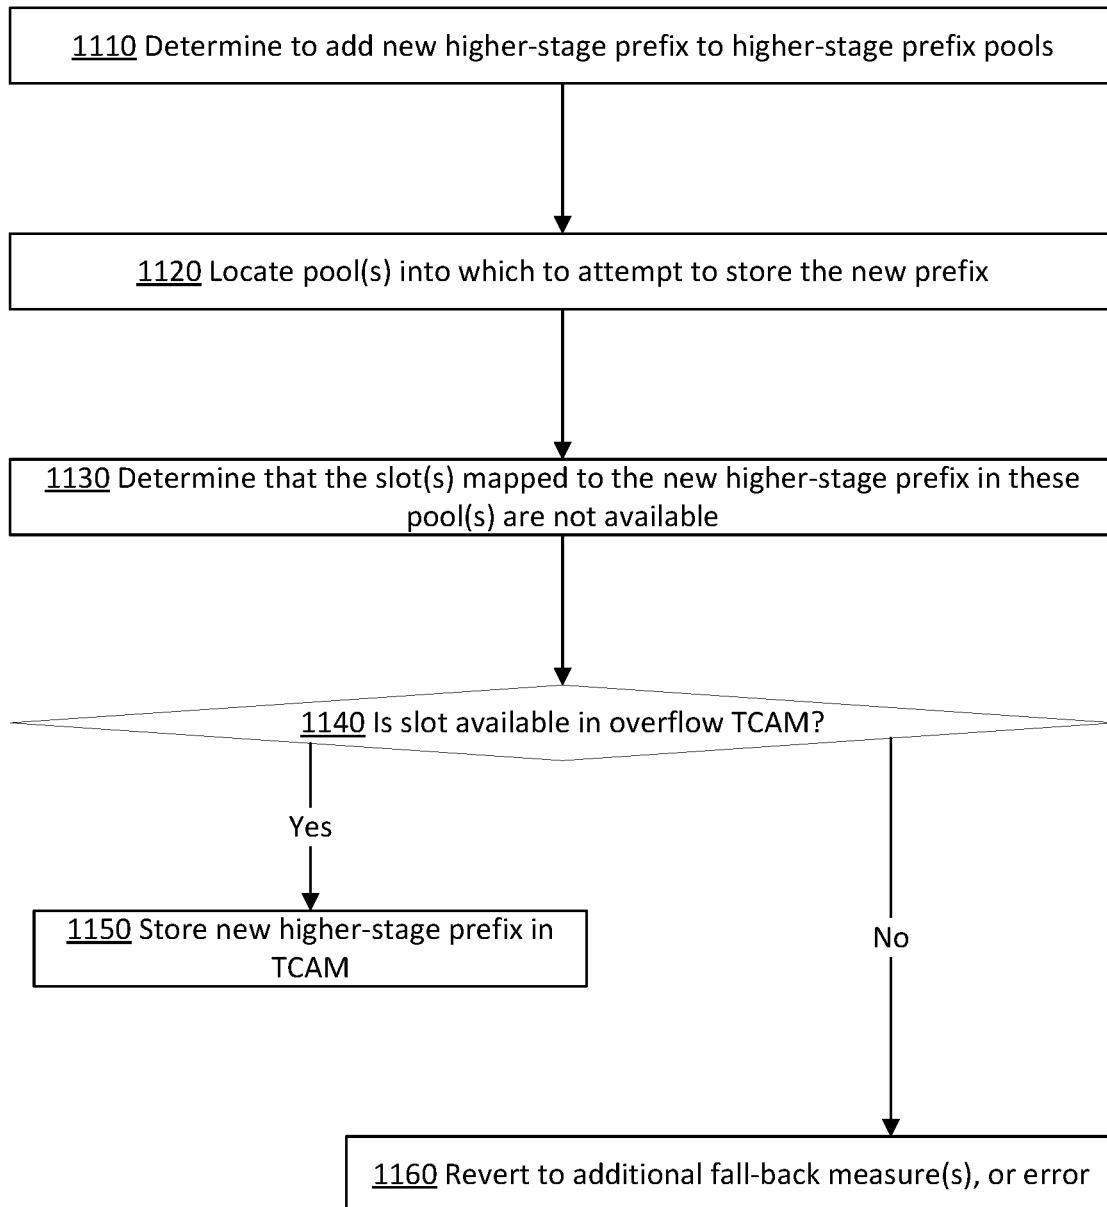 1110 Determine to add new higher-stage prefix to higher-stage prefix pools
1120 Locate pool(s) into which to attempt to store the new prefix
1130 Determine that the slot(s) mapped to the new higher-stage prefix in these
pool(s) are not available
1140 Is slot available in overflow TCAM?
Yes
1150 Store new higher-stage prefix in
TCAM
No
1160 Revert to additional fall-back measure(s), or error